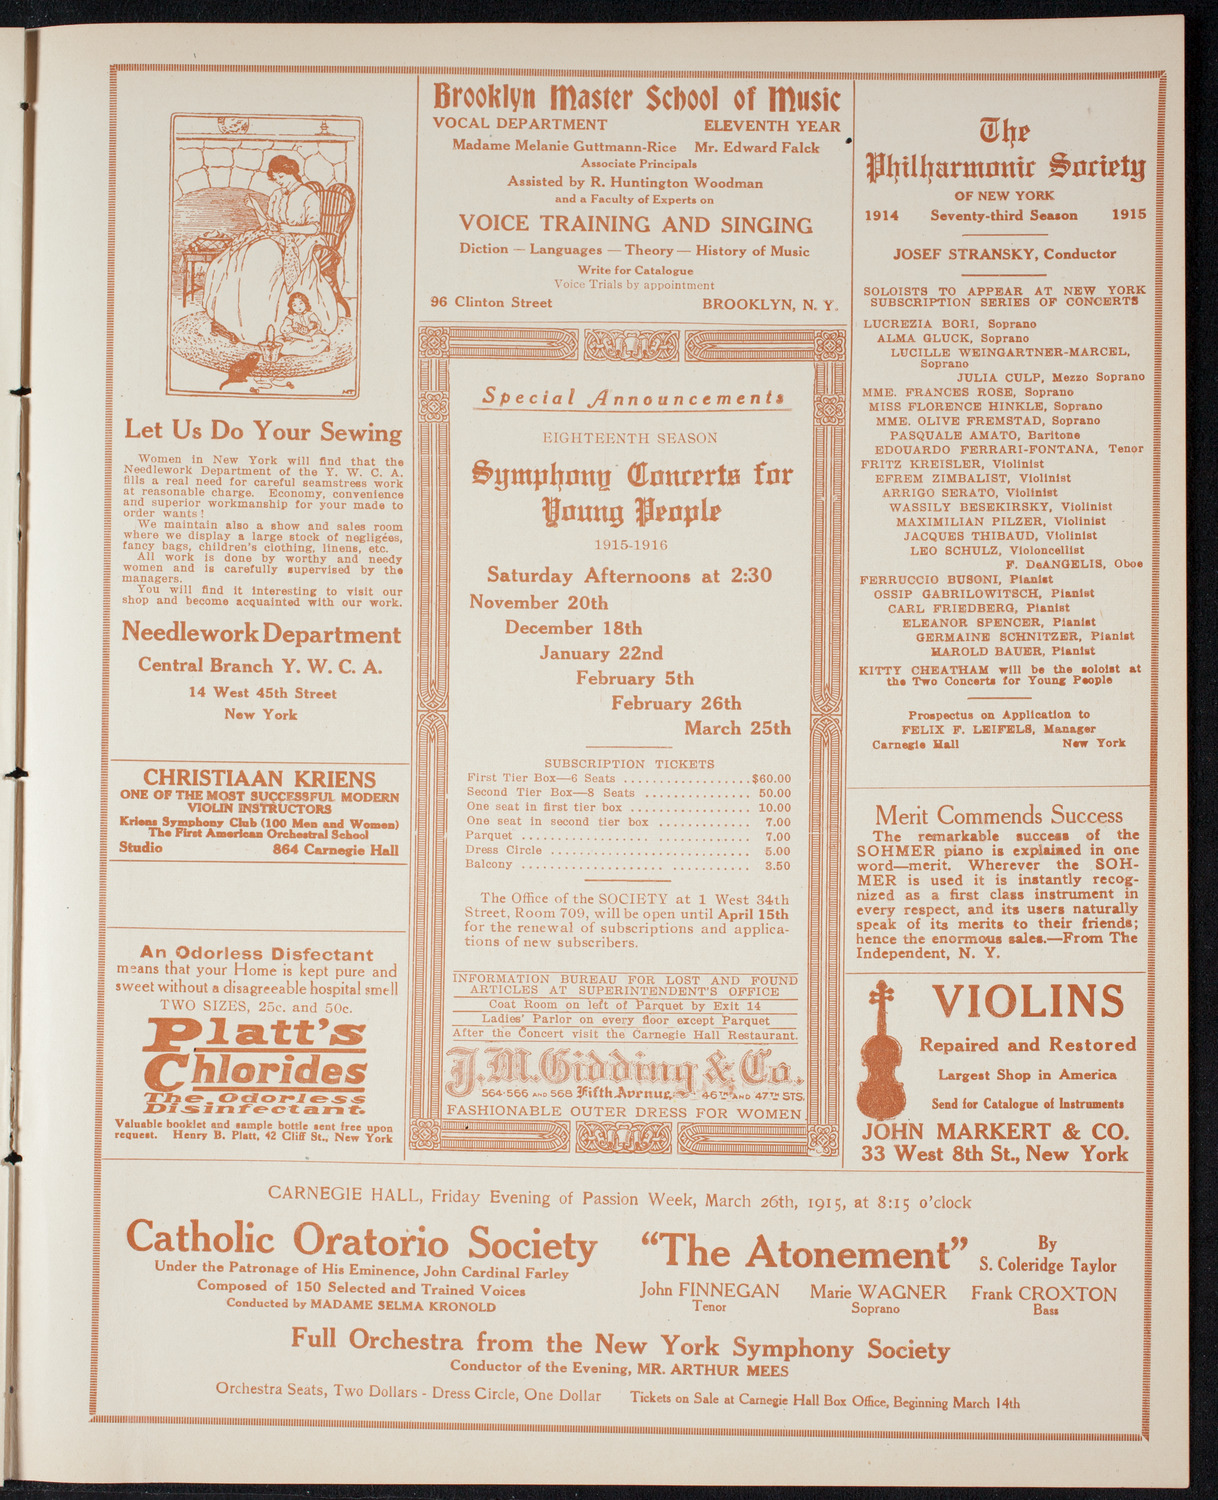 Let Us Do Your Sewing
Women in New York will find that the
Needlework Department of the Y. W. C. A.
fills a real need for careful seamstress work
at reasonable charge. Economy, convenience
and superior workmanship for your made to
order wants!
We maintain also a show and sales room
where we display a large stock of negligées,
fancy bags, children's clothing, linens, etc.
All work is done by worthy and needy
women and is carefully supervised by the
managers.
You will find it interesting to visit our
shop and become acquainted with our work.
Needlework Department
Central Branch Y. W. C. A.
14 West 45th Street
New York
CHRISTIAAN KRIENS
ONE OF THE MOST SUCCESSFUL MODERN
VIOLIN INSTRUCTORS
Kriens Symphony Club (100 Men and Women)
The First American Orchestral School
Studio 864 Carnegie Hall
An Odorless Disfectant
means that your Home is kept pure and
sweet without a disagreeable hospital smell
TWO SIZES, 25c. and 50c.
Platt's
Chlorides
The Odorless
Disinfectant.
Valuable booklet and sample bottle sent free upon
request. Henry B. Platt, 42 Cliff St., New York
Brooklyn Master School of Music
VOCAL DEPARTMENT ELEVENTH YEAR
Madame Melanie Guttmann-Rice Mr. Edward Falck
Associate Principals
Assisted by R. Huntington Woodman
and a Faculty of Experts on
VOICE TRAINING AND SINGING
Diction — Languages — Theory — History of Music
Write for Catalogue
Voice Trials by appointment
96 Clinton Street BROOKLYN, N. Y.
Special Announcements
EIGHTEENTH SEASON
Symphony Concerts for
Young People
1915-1916
Saturday Afternoons at 2:30
November 20th
December 18th
January 22nd
February 5th
February 26th
March 25th
SUBSCRIPTION TICKETS
First Tier Box—6 Seats ..................$60.00
Second Tier Box—8 Seats ............... 50.00
One seat in first tier box ................. 10.00
One seat in second tier box .............. 7.00
Parquet ................................. 7.00
Dress Circle ............................ 5.00
Balcony .................... ........... 3.50
The Office of the SOCIETY at 1 West 34th
Street, Room 709, will be open until April 15th
for the renewal of subscriptions and applica-
tions of new subscribers.
INFORMATION BUREAU FOR LOST AND FOUND
ARTICLES AT SUPERINTENDENT'S OFFICE
Coat Room on left of Parquet by Exit 14
Ladies' Parlor on every floor except Parquet
After the Concert visit the Carnegie Hall Restaurant.
J.M. Gidding & Co.
564-566 AND 568 Fifth Avenue, 46TH AND 47TH STS.
FASHIONABLE OUTER DRESS FOR WOMEN
The
Philharmonic Society
OF NEW YORK
1914 Seventy-third Season 1915
JOSEF STRANSKY, Conductor
SOLOISTS TO APPEAR AT NEW YORK
SUBSCRIPTION SERIES OF CONCERTS
LUCREZIA BORI, Soprano
ALMA GLUCK, Soprano
LUCILLE WEINGARTNER-MARCEL,
Soprano
JULIA CULP, Mezzo Soprano
MME. FRANCES ROSE, Soprano
MISS FLORENCE HINKLE, Soprano
MME. OLIVE FREMSTAD, Soprano
PASQUALE AMATO, Baritone
EDOUARDO FERRARI-FONTANA, Tenor
FRITZ KREISLER, Violinist
EFREM ZIMBALIST, Violinist
ARRIGO SERATO, Violinist
WASSILY BESEKIRSKY, Violinist
MAXIMILIAN PILZER, Violinist
JACQUES THIBAUD, Violinist
LEO SCHULZ, Violoncellist
F. DeANGELIS, Oboe
FERRUCCIO BUSONI, Pianist
OSSIP GABRILOWITSCH, Pianist
CARL FRIEDBERG, Pianist
ELEANOR SPENCER, Pianist
GERMAINE SCHNITZER, Pianist
HAROLD BAUER, Pianist
KITTY CHEATHAM will be the soloist at
the Two Concerts for Young People
Prospectus on Application to
FELIX F. LEIFELS, Manager
Carnegie Hall New York
Merit Commends Success
The remarkable success of the
SOHMER piano is explained in one
word—merit. Wherever the SOH-
MER is used it is instantly recog-
nized as a first class instrument in
every respect, and its users naturally
speak of its merits to their friends;
hence the enormous sales.—From The
Independent, N. Y.
VIOLINS
Repaired and Restored
Largest Shop in America
Send for Catalogue of Instruments
JOHN MARKERT & CO.
33 West 8th St., New York
CARNEGIE HALL, Friday Evening of Passion Week, March 26th, 1915, at 8:15 o'clock
Catholic Oratorio Society
Under the Patronage of His Eminence, John Cardinal Farley
Composed of 150 Selected and Trained Voices
Conducted by MADAME SELMA KRONOLD
"The Atonement" By
S. Coleridge Taylor
John FINNEGAN Marie WAGNER Frank CROXTON
Tenor Soprano Bass
Full Orchestra from the New York Symphony Society
Conductor of the Evening, MR. ARTHUR MEES
Orchestra Seats, Two Dollars - Dress Circle, One Dollar Tickets on Sale at Carnegie Hall Box Office, Beginning March 14th